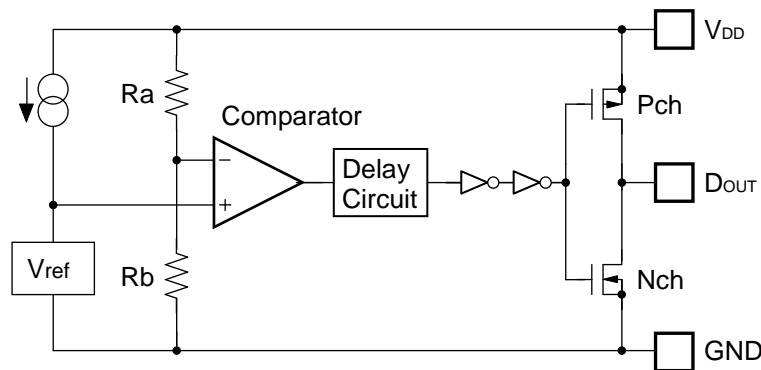 VDD
Ra
Pch
Comparator
−
Delay
Circuit
DOUT
+
Vref
Rb
Nch
GND